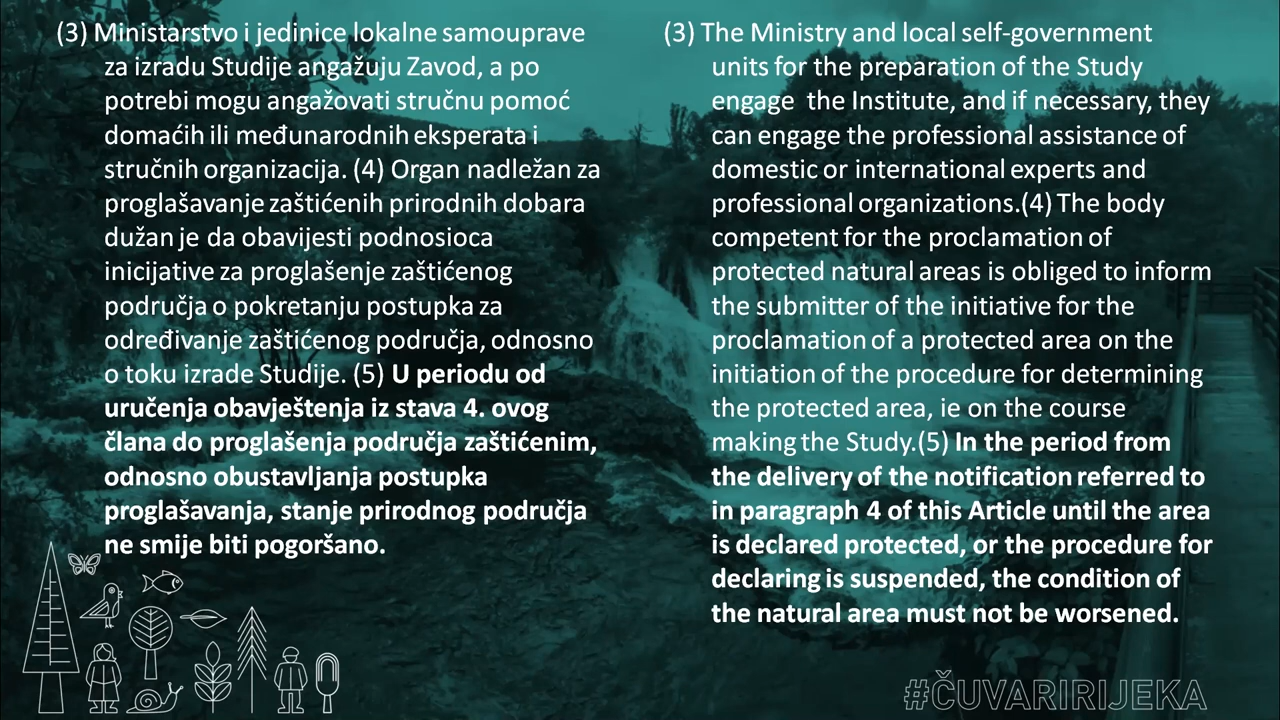 (3) Ministarstvo i jedinice lokalne samouprave
za izradu Studije angažuju Zavod, a po
potrebi mogu angažovati stručnu pomoć
domaćih ili međunarodnih eksperata i
stručnih organizacija. (4) Organ nadležan za
proglašavanje zaštićenih prirodnih dobara
dužan je da obavijesti podnosioca
inicijative za proglašenje zaštićenog
područja o pokretanju postupka za
određivanje zaštićenog područja, odnosno
o toku izrade Studije. (5) U periodu od
uručenja obavještenja iz stava 4. ovog
člana do proglašenja područja zaštićenim,
odnosno obustavljanja postupka
proglašavanja, stanje prirodnog područja
ne smije biti pogoršano.
(3) The Ministry and local self-government
units for the preparation of the Study
engage the Institute, and if necessary, they
can engage the professional assistance of
domestic or international experts and
professional organizations.(4) The body
competent for the proclamation of
protected natural areas is obliged to inform
the submitter of the initiative for the
proclamation of a protected area on the
initiation of the procedure for determining
the protected area, ie on the course
making the Study.(5) In the period from
the delivery of the notification referred to
in paragraph 4 of this Article until the area
is declared protected, or the procedure for
declaring is suspended, the condition of
the natural area must not be worsened.
#ČUVARIRIJEKA